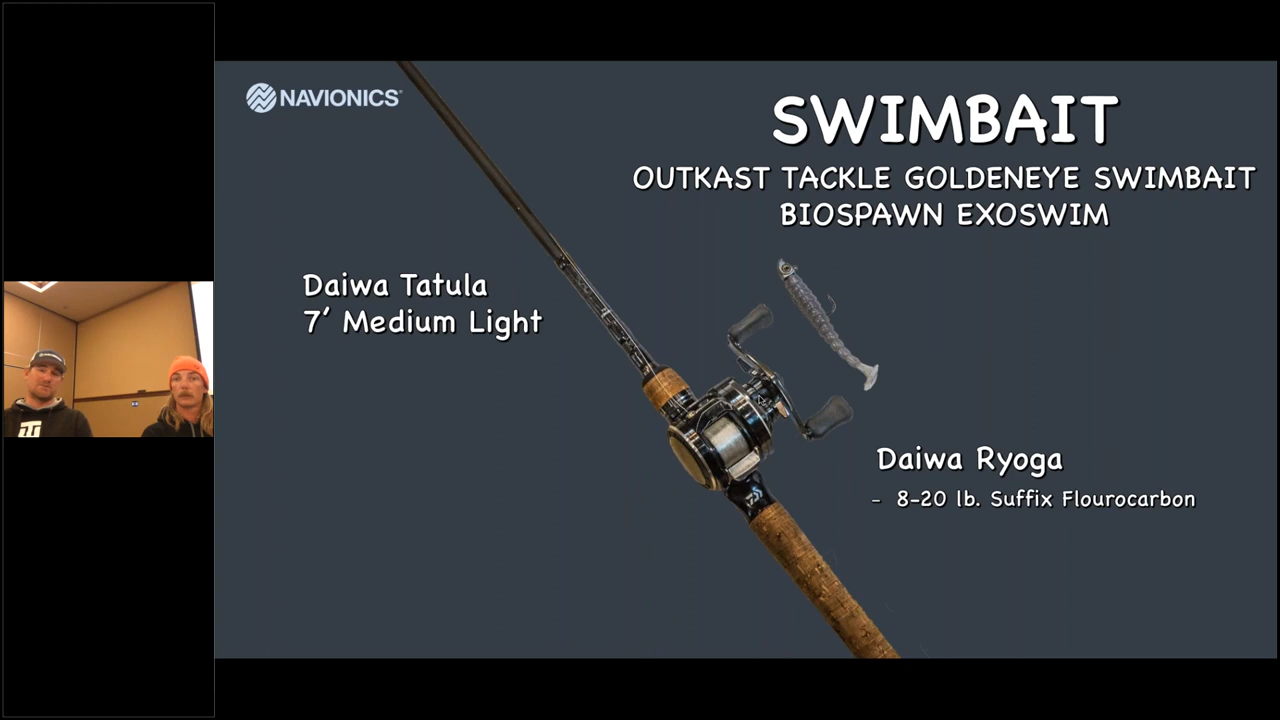 NAVIONICS
SWIMBAIT
OUTKAST TACKLE GOLDENEYE SWIMBAIT
BIOSPAWN EXOSWIM
Daiwa Tatula
7' Medium Light
Daiwa Ryoga
- 8-20 lb. Suffix Flourocarbon